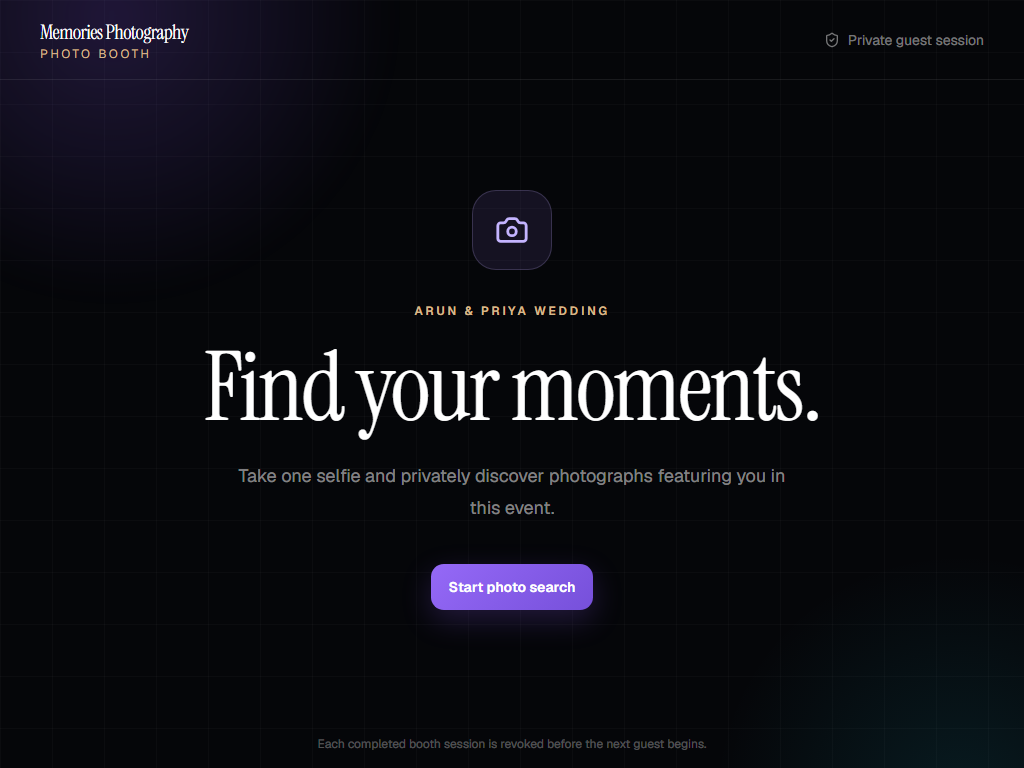 Memories Photography
PHOTO BOOTH
Private guest session
ARUN & PRIYA WEDDING
Find your moments.
Take one selfie and privately discover photographs featuring you in
this event.
Start photo search
Each completed booth session is revoked before the next guest begins.